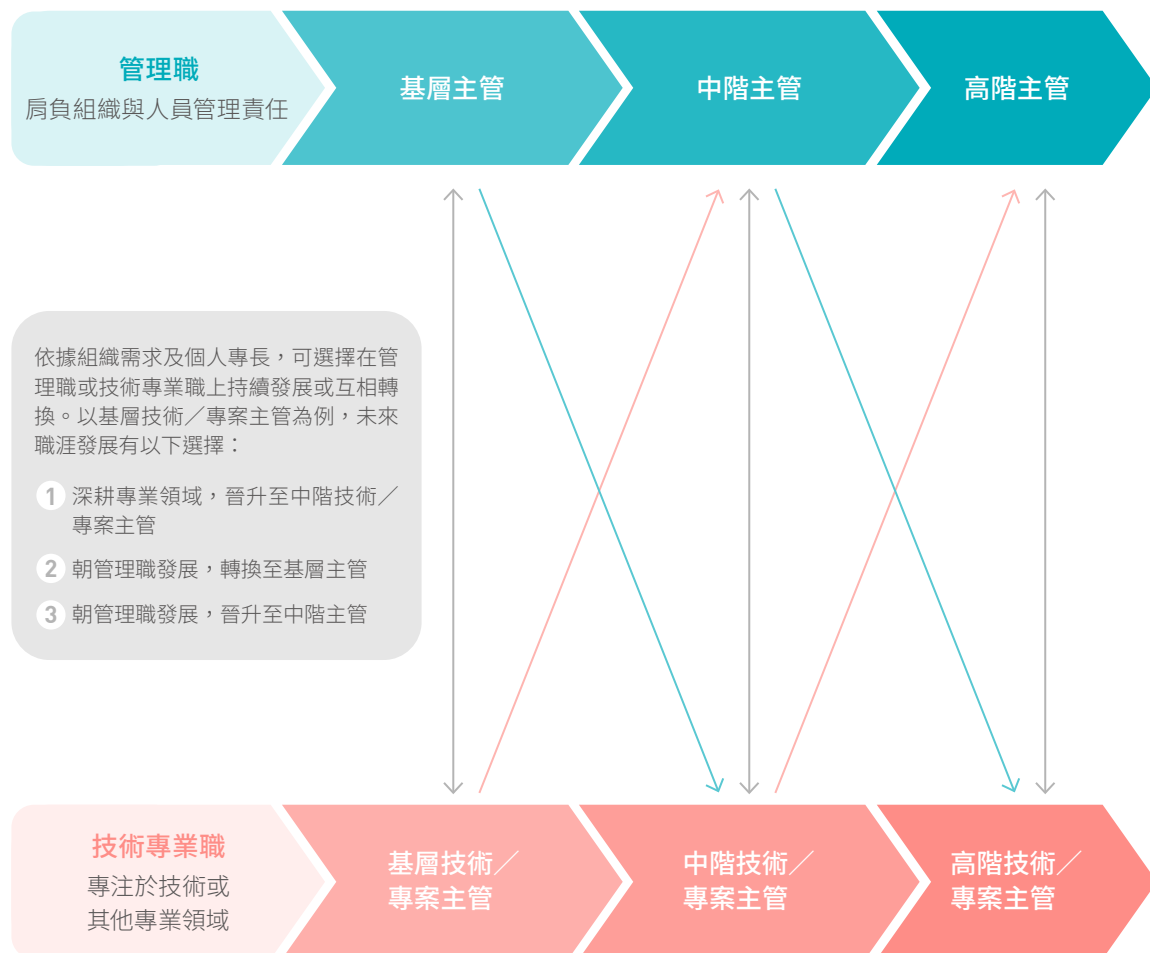 管理職
肩負組織與人員管理責任
基層主管
中階主管
高階主管
依據組織需求及個人專長，可選擇在管
理職或技術專業職上持續發展或互相轉
換。以基層技術／專案主管為例，未來
職涯發展有以下選擇：
1 深耕專業領域，晉升至中階技術／
專案主管
2 朝管理職發展，轉換至基層主管
3 朝管理職發展，晉升至中階主管
技術專業職
專注於技術或
其他專業領域
基層技術／
專案主管
中階技術／
專案主管
高階技術／
專案主管